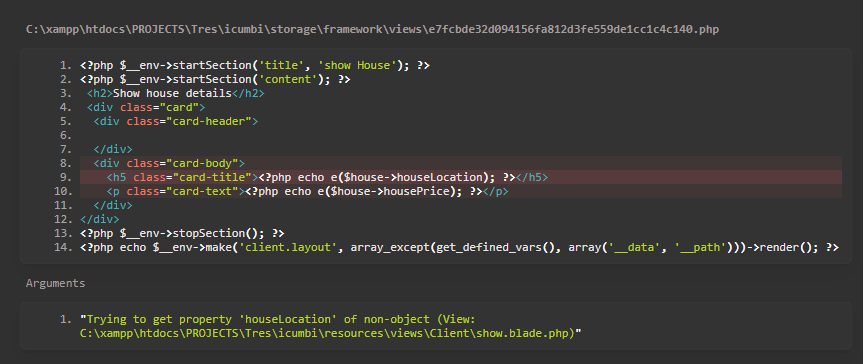 C:\xampp\htdocs\PROJECTS\Tres\icumbi\storage\framework\views\e7fcbde32d094156fa812d3fe559de1cc1c4c140.php
1. <?php $__env->startSection('title', 'show House'); ?>
2. <?php $__env->startSection('content'); ?>
3. <h2>Show house details</h2>
4. <div class="card">
5. <div class="card-header">
6.
7. </div>
8. <div class="card-body">
9. <h5 class="card-title"><?php echo e($house->houseLocation); ?></h5>
10. <p class="card-text"><?php echo e($house->housePrice); ?></p>
11. </div>
12. </div>
13. <?php $__env->stopSection(); ?>
14. <?php echo $__env->make('client.layout', array_except(get_defined_vars(), array('__data', '__path')))->render(); ?>
Arguments
1. "Trying to get property 'houseLocation' of non-object (View:
C:\xampp\htdocs\PROJECTS\Tres\icumbi\resources\views\Client\show.blade.php)"